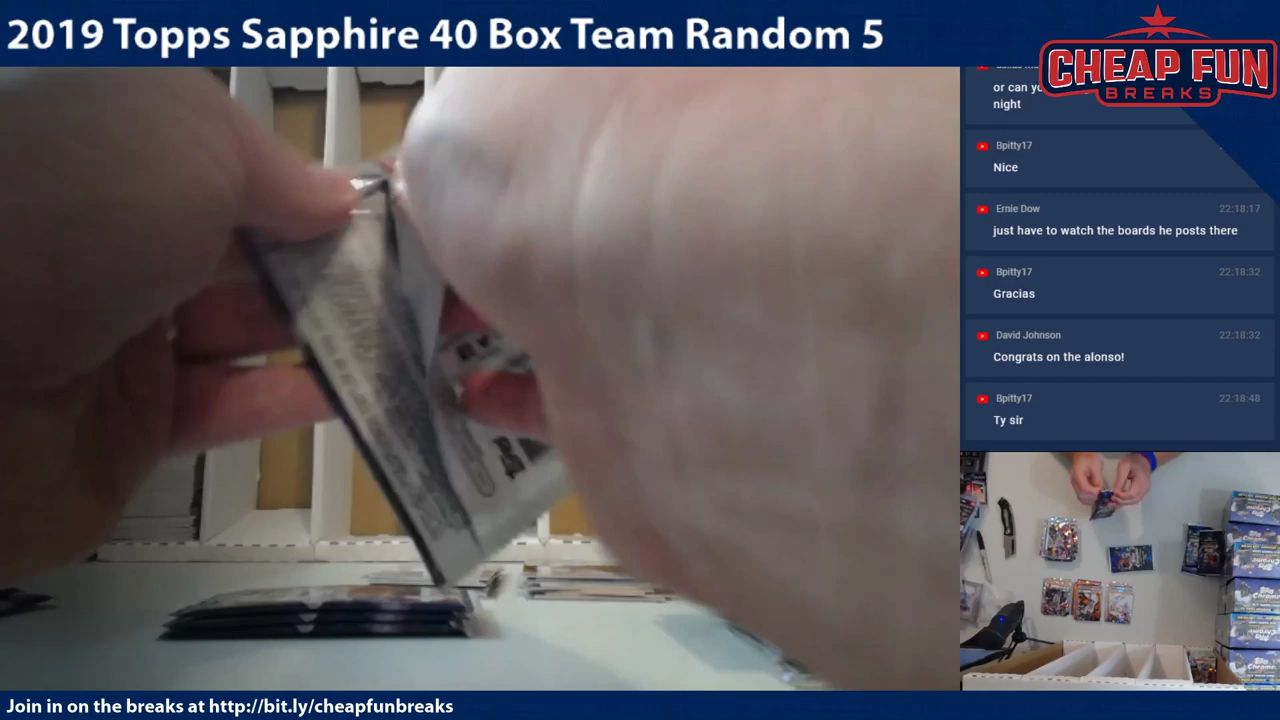 2019 Topps Sapphire 40 Box Team Random 5
CHEAP FUN
BREAKS
or can yo
night
Bpitty17
Nice
Ernie Dow
22:18:17
just have to watch the boards he posts there
Bpitty17
22:18:32
Gracias
David Johnson
22:18:32
Congrats on the alonso!
Bpitty17
22:18:48
Ty sir
Join in on the breaks at http://bit.ly/cheapfunbreaks